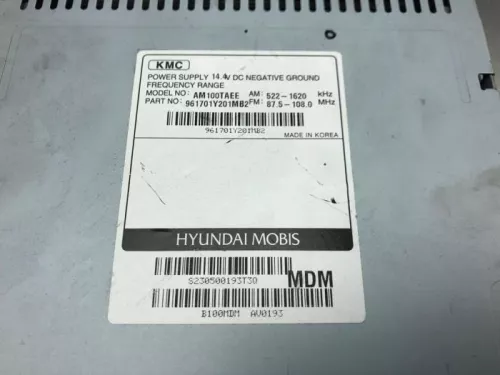 KMC
POWER SUPPLY 14.4V DC NEGATIVE GROUND
FREQUENCY RANGE
MODEL NO: AM100TAEE AM: 522-1620 kHz
PART NO: 961701Y201MB2 FM: 87.5-108.0 MHz
961701Y201MB2
MADE IN KOREA
HYUNDAI MOBIS
S230500193T30
MDM
B100MDM AV0193